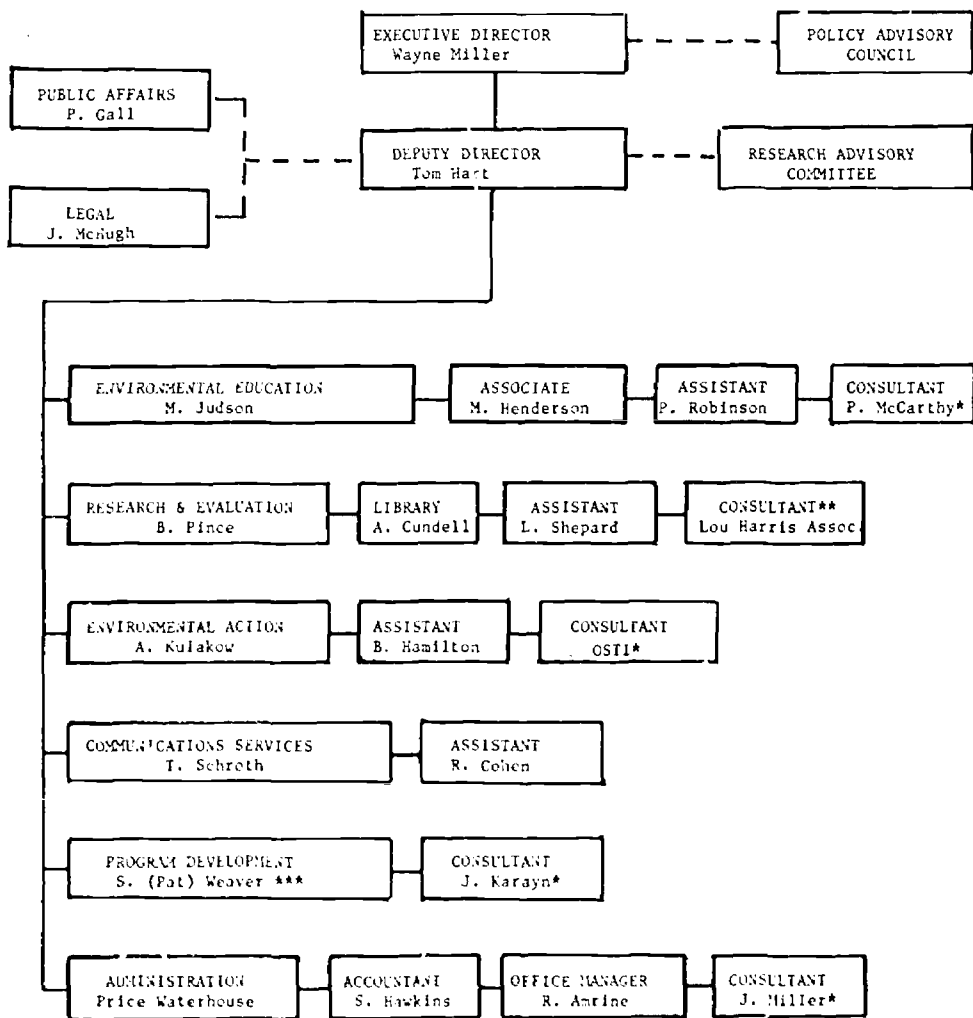 EXECUTIVE DIRECTOR
Wayne Miller
POLICY ADVISORY
COUNCIL
PUBLIC AFFAIRS
P. Gall
DEPUTY DIRECTOR
Tom Hart
RESEARCH ADVISORY
COMMITTEE
LEGAL
J. McHugh
ENVIRONMENTAL EDUCATION
M. Judson
ASSOCIATE
M. Henderson
ASSISTANT
P. Robinson
CONSULTANT
P. McCarthy*
RESEARCH & EVALUATION
B. Pince
LIBRARY
A. Cundell
ASSISTANT
L. Shepard
CONSULTANT**
Lou Harris Assoc.
ENVIRONMENTAL ACTION
A. Kulakow
ASSISTANT
B. Hamilton
CONSULTANT
OSTI*
COMMUNICATIONS SERVICES
T. Schroth
ASSISTANT
R. Cohen
PROGRAM DEVELOPMENT
S. (Pat) Weaver ***
CONSULTANT
J. Karayn*
ADMINISTRATION
Price Waterhouse
ACCOUNTANT
S. Hawkins
OFFICE MANAGER
R. Amrine
CONSULTANT
J. Miller*